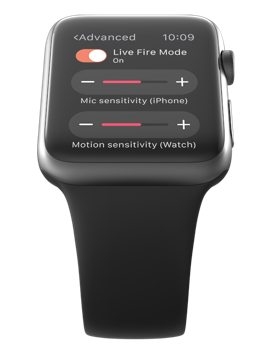 <Advanced 10:09
Live Fire Mode
On
− +
Mic sensitivity (iPhone)
− +
Motion sensitivity (Watch)